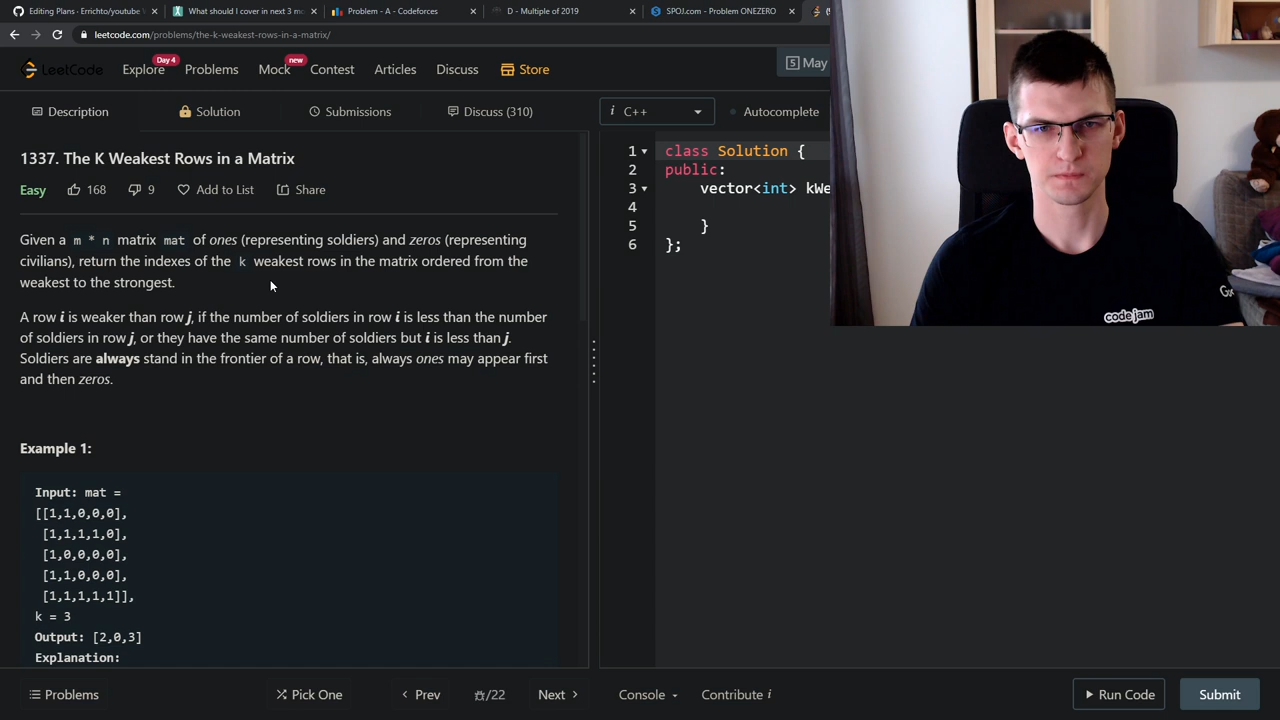 Editing Plans · Errichto/youtube
What should I cover in next 3 mo
Problem - A - Codeforces
D - Multiple of 2019
SPOJ.com - Problem ONEZERO
leetcode.com/problems/the-k-weakest-rows-in-a-matrix/
LeetCode
Explore
Day 4
Problems
Mock
new
Contest
Articles
Discuss
Store
5 May
Description
Solution
Submissions
Discuss (310)
i C++
Autocomplete
1337. The K Weakest Rows in a Matrix
Easy 168 9 Add to List Share
Given a m * n matrix mat of ones (representing soldiers) and zeros (representing
civilians), return the indexes of the k weakest rows in the matrix ordered from the
weakest to the strongest.
A row i is weaker than row j, if the number of soldiers in row i is less than the number
of soldiers in row j, or they have the same number of soldiers but i is less than j.
Soldiers are always stand in the frontier of a row, that is, always ones may appear first
and then zeros.
Example 1:
Input: mat =
[[1,1,0,0,0],
[1,1,1,1,0],
[1,0,0,0,0],
[1,1,0,0,0],
[1,1,1,1,1]],
k = 3
Output: [2,0,3]
Explanation:
1 class Solution {
2 public:
3 vector<int> kWe
4
5 }
6 };
code jam
Problems
Pick One
Prev
/22
Next
Console
Contribute i
Run Code
Submit